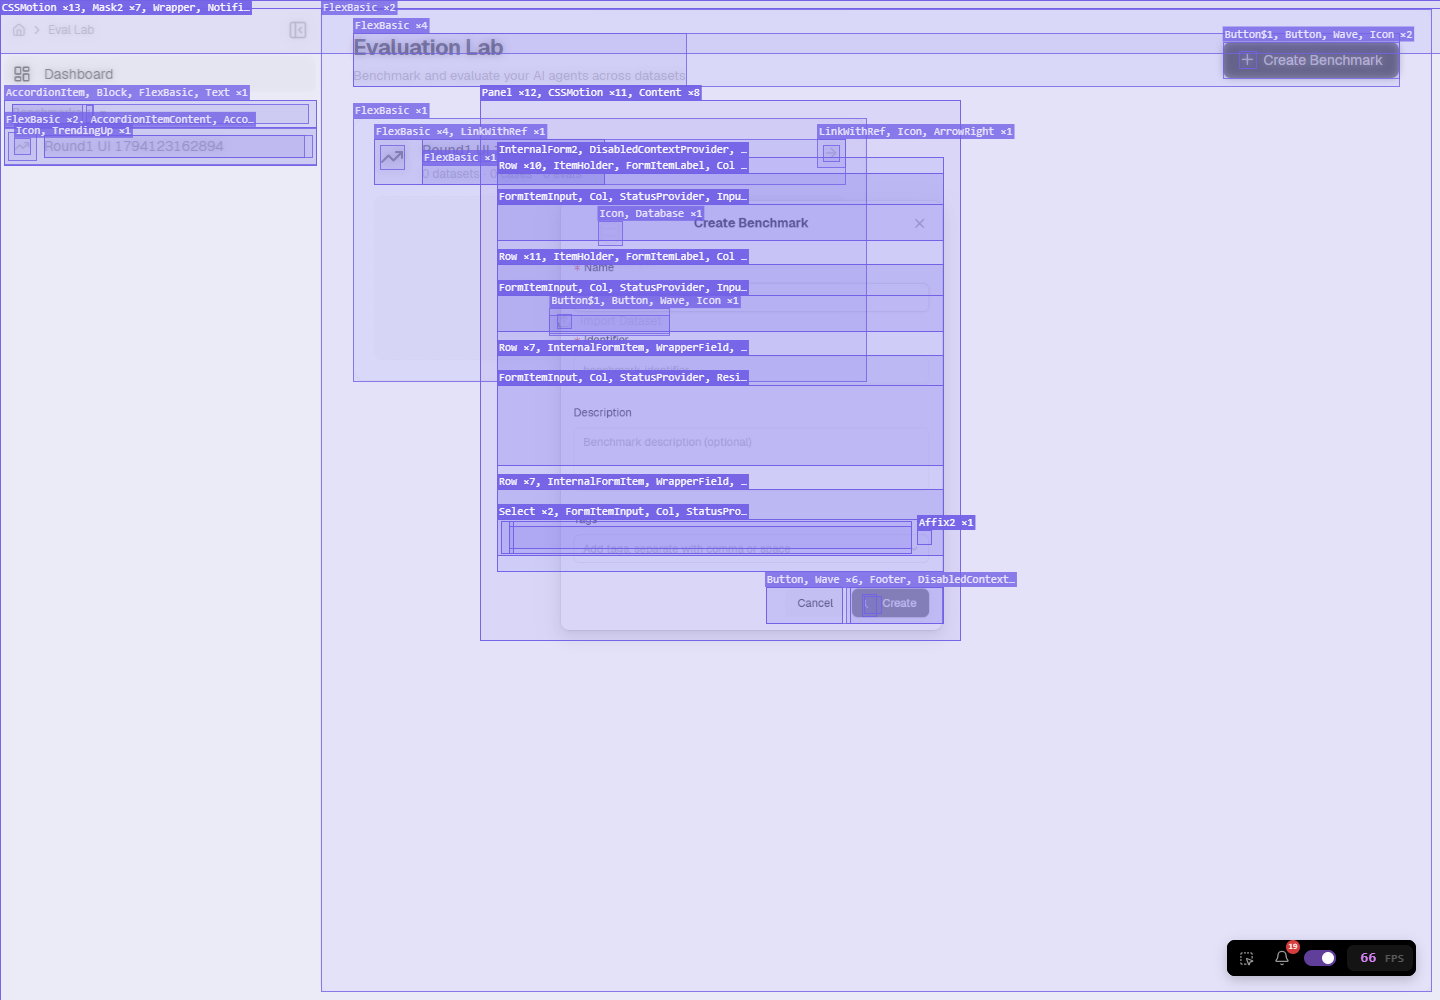 CSSMotion ×13, Mask2 ×7, Wrapper, Notifi…
FlexBasic ×2
Eval Lab
FlexBasic ×4
Evaluation Lab
Benchmark and evaluate your AI agents across datasets
Button$1, Button, Wave, Icon ×2
Create Benchmark
Dashboard
AccordionItem, Block, FlexBasic, Text ×1
FlexBasic ×2, AccordionItemContent, Acco…
Icon, TrendingUp ×1
Round1 UI 1794123162894
Panel ×12, CSSMotion ×11, Content ×8
FlexBasic ×1
FlexBasic ×4, LinkWithRef ×1
LinkWithRef, Icon, ArrowRight ×1
Round1 UI
FlexBasic ×1
0 datasets
InternalForm2, DisabledContextProvider, …
Row ×10, ItemHolder, FormItemLabel, Col …
FormItemInput, Col, StatusProvider, Inpu…
Icon, Database ×1
Create Benchmark
Row ×11, ItemHolder, FormItemLabel, Col …
* Name
FormItemInput, Col, StatusProvider, Inpu…
Button$1, Button, Wave, Icon ×1
Import Dataset
* Identifier
Row ×7, InternalFormItem, WrapperField, …
FormItemInput, Col, StatusProvider, Resi…
Description
Benchmark description (optional)
Row ×7, InternalFormItem, WrapperField, …
Select ×2, FormItemInput, Col, StatusPro…
Tags
Affix2 ×1
Add tags, separate with comma or space
Button, Wave ×6, Footer, DisabledContext…
Cancel
Create
19
66 FPS